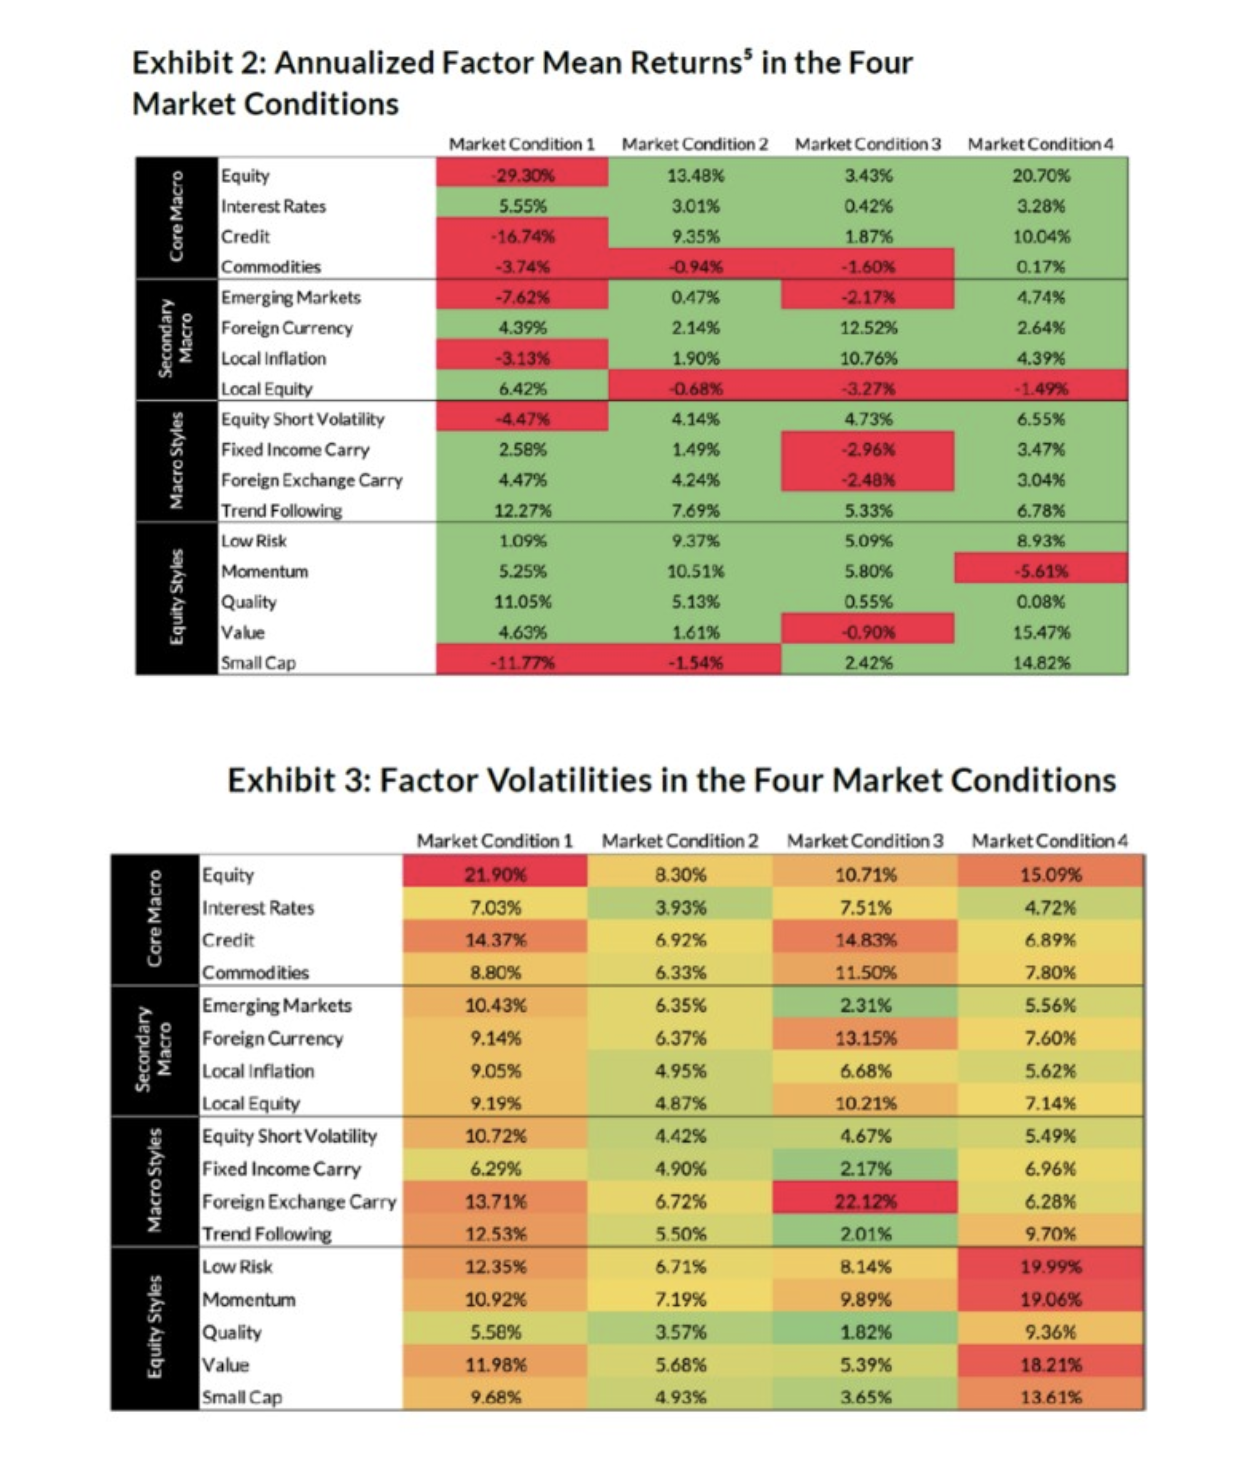 Exhibit 2: Annualized Factor Mean Returns⁵ in the Four
Market Conditions
Market Condition 1 Market Condition 2 Market Condition 3 Market Condition 4
Core Macro
Equity -29.30% 13.48% 3.43% 20.70%
Interest Rates 5.55% 3.01% 0.42% 3.28%
Credit -16.74% 9.35% 1.87% 10.04%
Commodities -3.74% -0.94% -1.60% 0.17%
Secondary
Macro
Emerging Markets -7.62% 0.47% -2.17% 4.74%
Foreign Currency 4.39% 2.14% 12.52% 2.64%
Local Inflation -3.13% 1.90% 10.76% 4.39%
Local Equity 6.42% -0.68% -3.27% -1.49%
Macro Styles
Equity Short Volatility -4.47% 4.14% 4.73% 6.55%
Fixed Income Carry 2.58% 1.49% -2.96% 3.47%
Foreign Exchange Carry 4.47% 4.24% -2.48% 3.04%
Trend Following 12.27% 7.69% 5.33% 6.78%
Equity Styles
Low Risk 1.09% 9.37% 5.09% 8.93%
Momentum 5.25% 10.51% 5.80% -5.61%
Quality 11.05% 5.13% 0.55% 0.08%
Value 4.63% 1.61% -0.90% 15.47%
Small Cap -11.77% -1.54% 2.42% 14.82%
Exhibit 3: Factor Volatilities in the Four Market Conditions
Market Condition 1 Market Condition 2 Market Condition 3 Market Condition 4
Core Macro
Equity 21.90% 8.30% 10.71% 15.09%
Interest Rates 7.03% 3.93% 7.51% 4.72%
Credit 14.37% 6.92% 14.83% 6.89%
Commodities 8.80% 6.33% 11.50% 7.80%
Secondary
Macro
Emerging Markets 10.43% 6.35% 2.31% 5.56%
Foreign Currency 9.14% 6.37% 13.15% 7.60%
Local Inflation 9.05% 4.95% 6.68% 5.62%
Local Equity 9.19% 4.87% 10.21% 7.14%
Macro Styles
Equity Short Volatility 10.72% 4.42% 4.67% 5.49%
Fixed Income Carry 6.29% 4.90% 2.17% 6.96%
Foreign Exchange Carry 13.71% 6.72% 22.12% 6.28%
Trend Following 12.53% 5.50% 2.01% 9.70%
Equity Styles
Low Risk 12.35% 6.71% 8.14% 19.99%
Momentum 10.92% 7.19% 9.89% 19.06%
Quality 5.58% 3.57% 1.82% 9.36%
Value 11.98% 5.68% 5.39% 18.21%
Small Cap 9.68% 4.93% 3.65% 13.61%